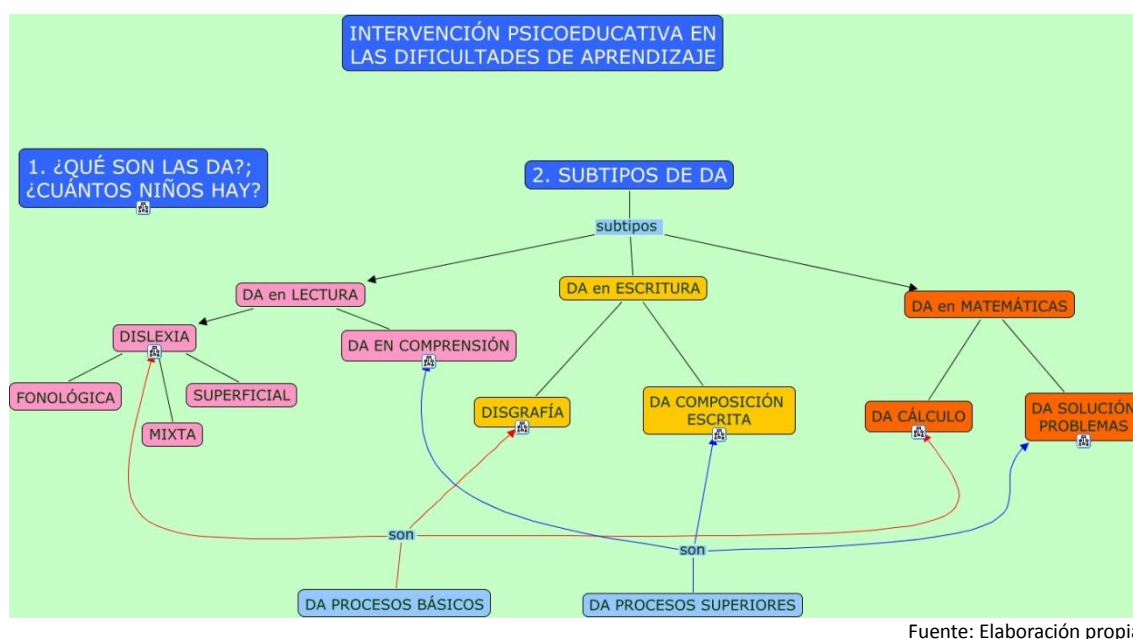 INTERVENCIÓN PSICOEDUCATIVA EN
LAS DIFICULTADES DE APRENDIZAJE
1. ¿QUÉ SON LAS DA?;
¿CUÁNTOS NIÑOS HAY?
2. SUBTIPOS DE DA
subtipos
DA en LECTURA
DA en ESCRITURA
DA en MATEMÁTICAS
DISLEXIA
DA EN COMPRENSIÓN
FONOLÓGICA
MIXTA
SUPERFICIAL
DISGRAFÍA
DA COMPOSICIÓN
ESCRITA
DA CÁLCULO
DA SOLUCIÓN
PROBLEMAS
son
son
DA PROCESOS BÁSICOS
DA PROCESOS SUPERIORES
Fuente: Elaboración propia